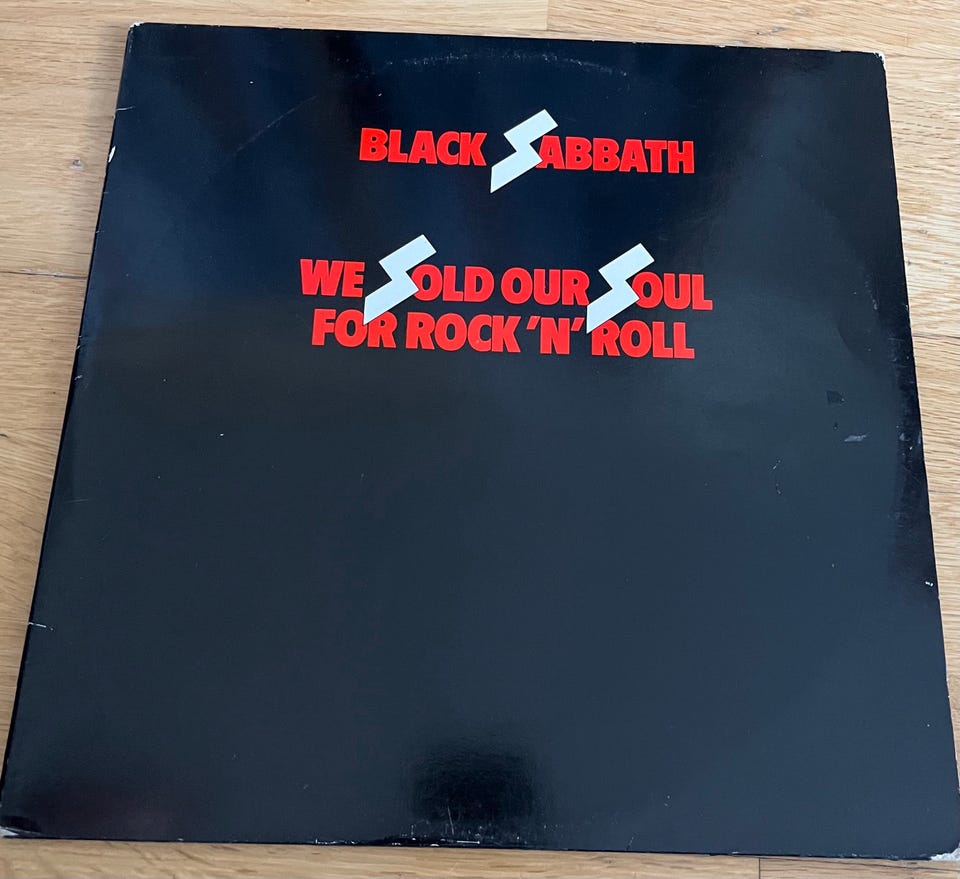 BLACK SABBATH
WE SOLD OUR SOUL
FOR ROCK 'N' ROLL